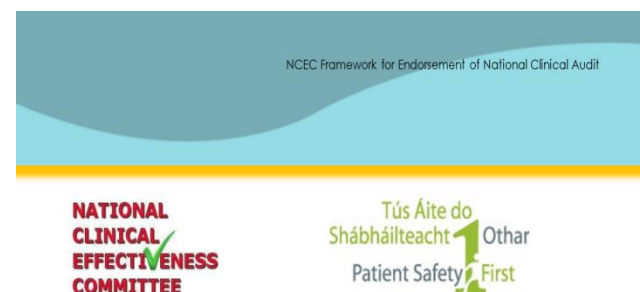 NCEC Framework for Endorsement of National Clinical Audit
NATIONAL
CLINICAL
EFFECTIVENESS
COMMITTEE
Tús Áite do
Shábháilteacht 1 Othar
Patient Safety First